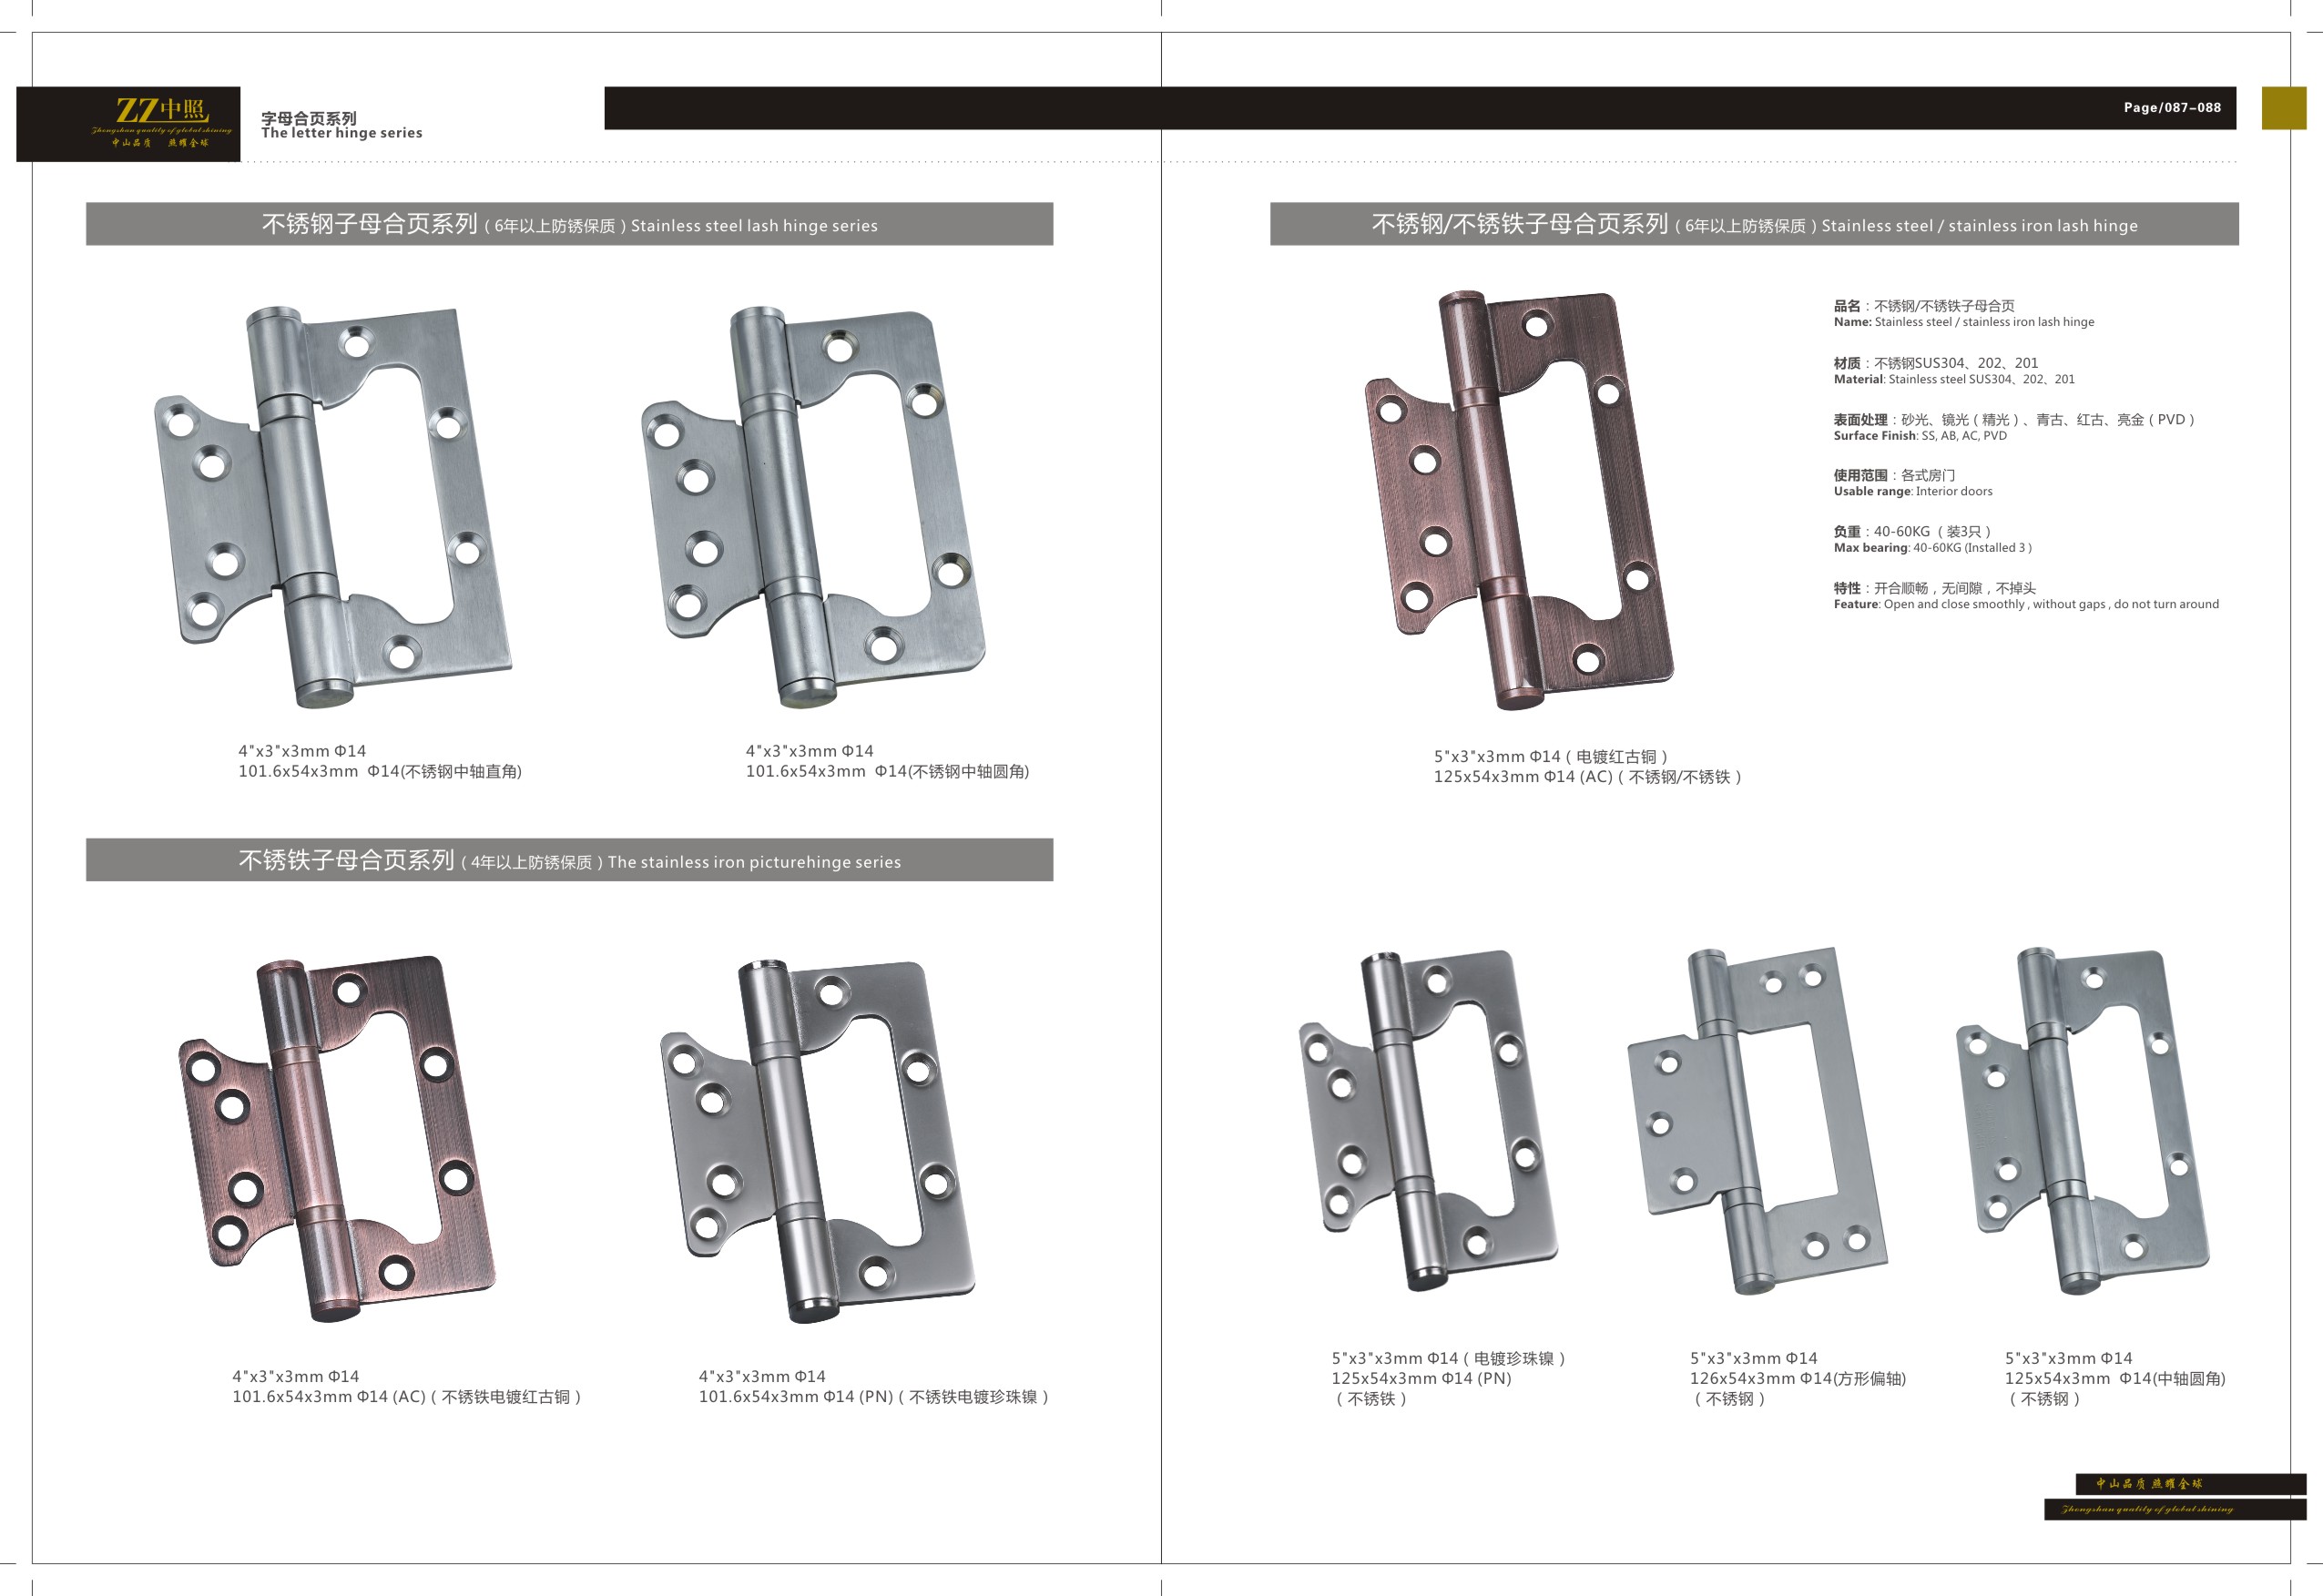 ZZ中照
Zhongshan quality of global shining
中山品质 照耀全球
字母合页系列
The letter hinge series
Page/087-088
不锈钢子母合页系列（6年以上防锈保质）Stainless steel lash hinge series
4"x3"x3mm Φ14
101.6x54x3mm Φ14(不锈钢中轴直角)
4"x3"x3mm Φ14
101.6x54x3mm Φ14(不锈钢中轴圆角)
不锈铁子母合页系列（4年以上防锈保质）The stainless iron picturehinge series
4"x3"x3mm Φ14
101.6x54x3mm Φ14 (AC)（不锈铁电镀红古铜）
4"x3"x3mm Φ14
101.6x54x3mm Φ14 (PN)（不锈铁电镀珍珠镍）
不锈钢/不锈铁子母合页系列（6年以上防锈保质）Stainless steel / stainless iron lash hinge
品名：不锈钢/不锈铁子母合页
Name: Stainless steel / stainless iron lash hinge
材质：不锈钢SUS304、202、201
Material: Stainless steel SUS304、202、201
表面处理：砂光、镜光（精光）、青古、红古、亮金（PVD）
Surface Finish: SS, AB, AC, PVD
使用范围：各式房门
Usable range: Interior doors
负重：40-60KG（装3只）
Max bearing: 40-60KG (Installed 3 )
特性：开合顺畅，无间隙，不掉头
Feature: Open and close smoothly , without gaps , do not turn around
5"x3"x3mm Φ14（电镀红古铜）
125x54x3mm Φ14 (AC)（不锈钢/不锈铁）
5"x3"x3mm Φ14（电镀珍珠镍）
125x54x3mm Φ14 (PN)
（不锈铁）
5"x3"x3mm Φ14
126x54x3mm Φ14(方形偏轴)
（不锈钢）
5"x3"x3mm Φ14
125x54x3mm Φ14(中轴圆角)
（不锈钢）
中山品质 照耀全球
Zhongshan quality of global shining